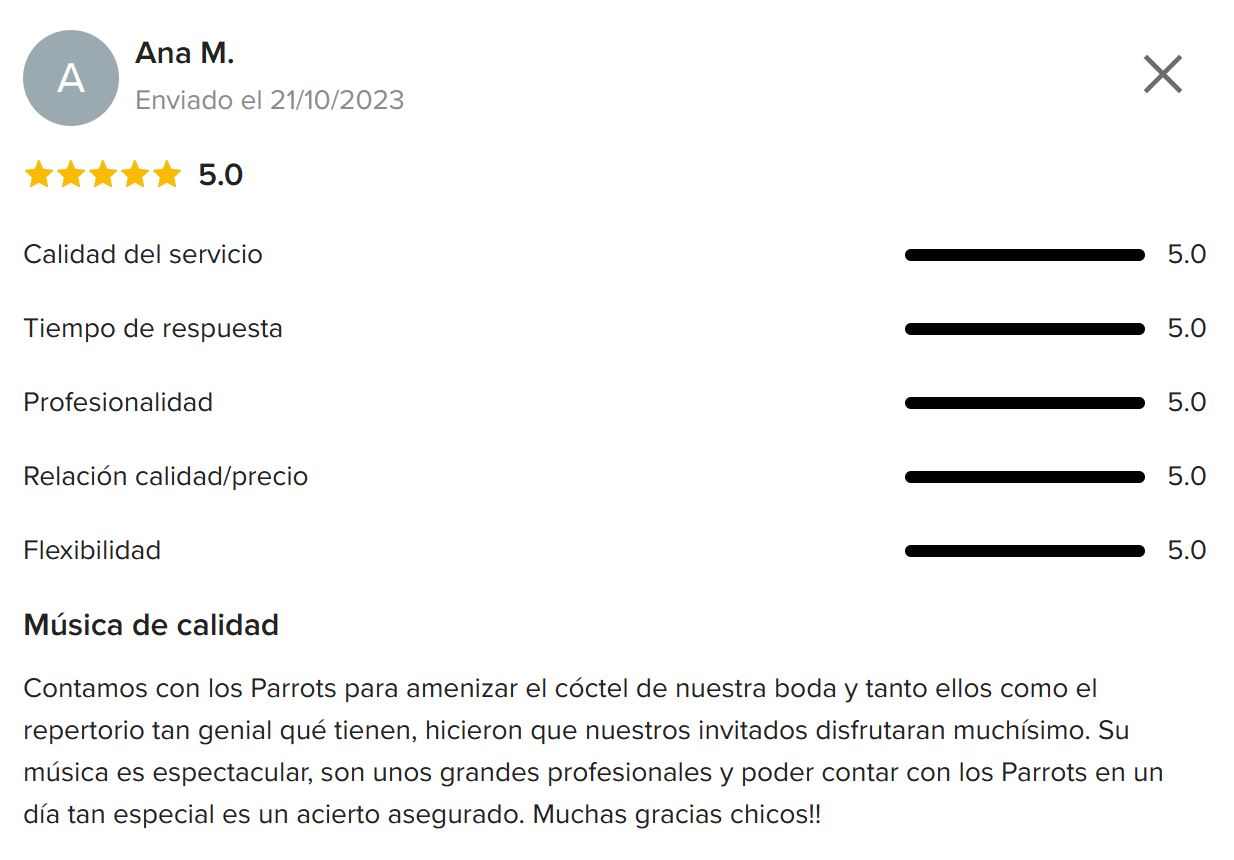 A
Ana M.
Enviado el 21/10/2023
5.0
Calidad del servicio 5.0
Tiempo de respuesta 5.0
Profesionalidad 5.0
Relación calidad/precio 5.0
Flexibilidad 5.0
Música de calidad
Contamos con los Parrots para amenizar el cóctel de nuestra boda y tanto ellos como el
repertorio tan genial qué tienen, hicieron que nuestros invitados disfrutaran muchísimo. Su
música es espectacular, son unos grandes profesionales y poder contar con los Parrots en un
día tan especial es un acierto asegurado. Muchas gracias chicos!!